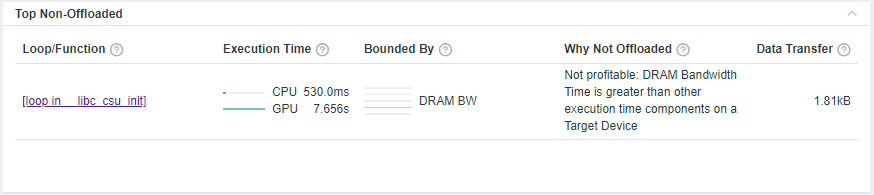 Top Non-Offloaded
Loop/Function ? Execution Time ? Bounded By ? Why Not Offloaded ? Data Transfer ?
[loop in __libc_csu_init] CPU 530.0ms GPU 7.656s DRAM BW Not profitable: DRAM Bandwidth
Time is greater than other
execution time components on a
Target Device 1.81kB